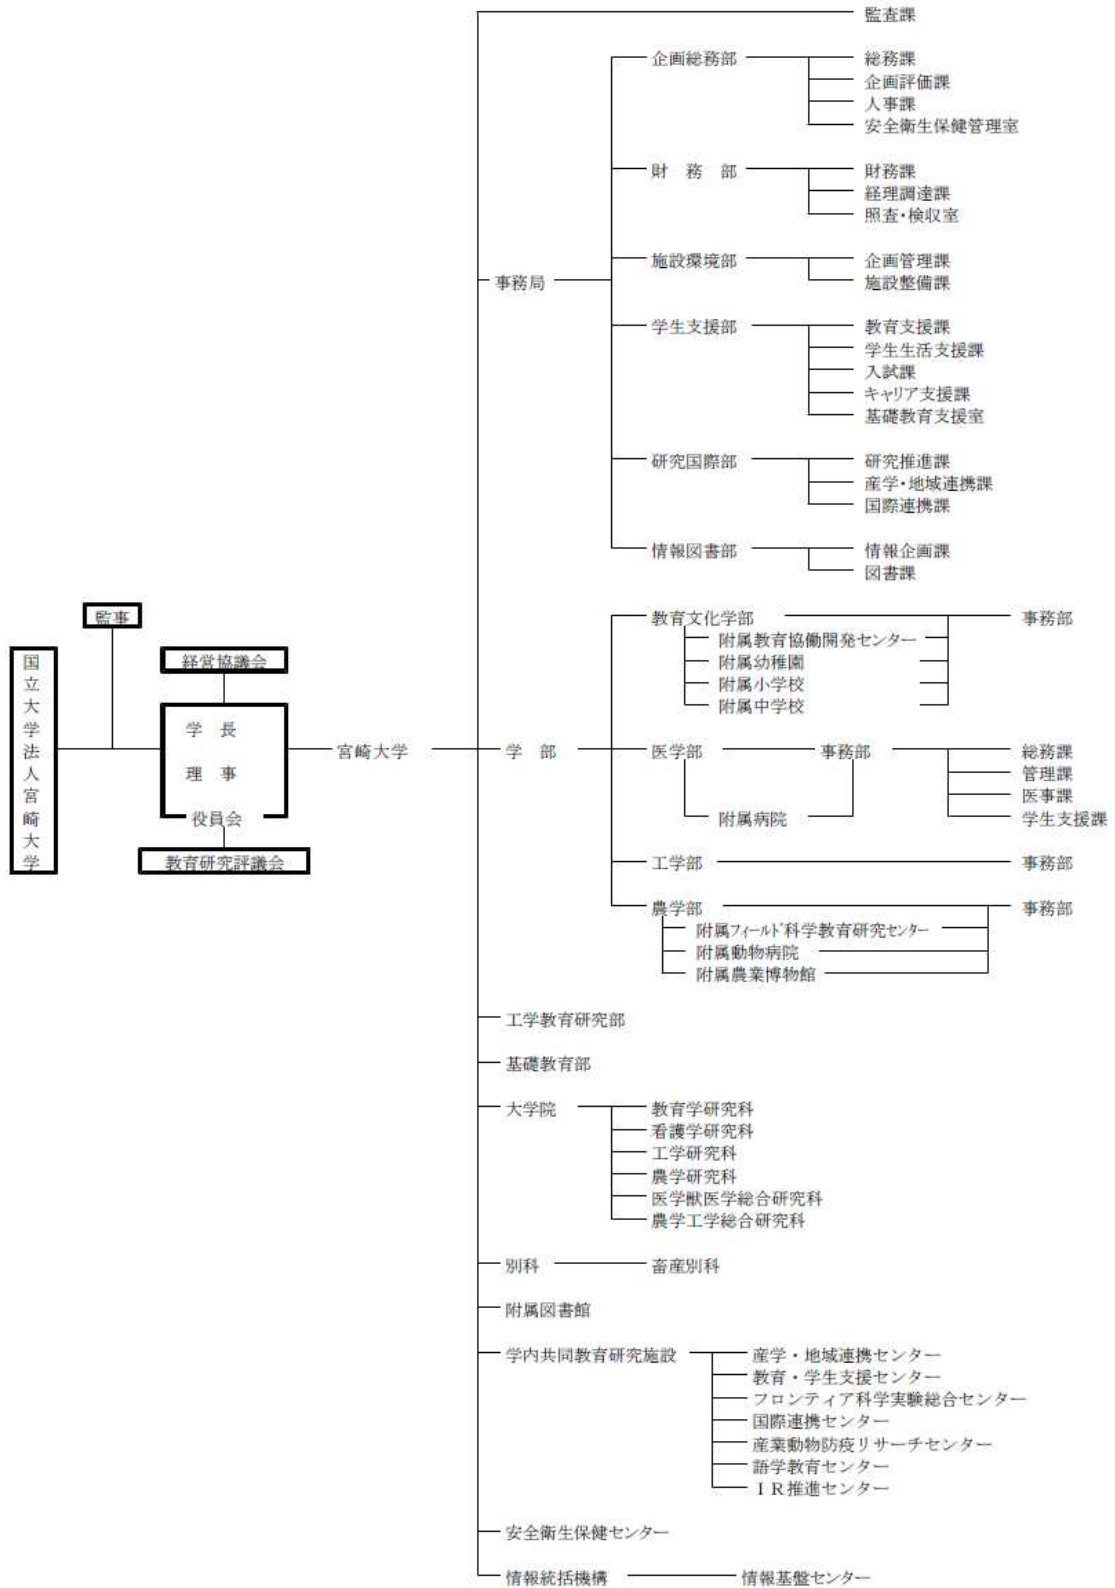 監査課
企画総務部
総務課
企画評価課
人事課
安全衛生保健管理室
財 務 部
財務課
経理調達課
照査・検収室
事務局
施設環境部
企画管理課
施設整備課
学生支援部
教育支援課
学生生活支援課
入試課
キャリア支援課
基礎教育支援室
研究国際部
研究推進課
産学・地域連携課
国際連携課
情報図書部
情報企画課
図書課
国立大学法人宮崎大学
監事
経営協議会
学 長
理 事
役員会
教育研究評議会
宮崎大学
学 部
教育文化学部
事務部
附属教育協働開発センター
附属幼稚園
附属小学校
附属中学校
医学部
事務部
総務課
管理課
医事課
学生支援課
附属病院
工学部
事務部
農学部
事務部
附属フィールド科学教育研究センター
附属動物病院
附属農業博物館
工学教育研究部
基礎教育部
大学院
教育学研究科
看護学研究科
工学研究科
農学研究科
医学獣医学総合研究科
農学工学総合研究科
別科
畜産別科
附属図書館
学内共同教育研究施設
産学・地域連携センター
教育・学生支援センター
フロンティア科学実験総合センター
国際連携センター
産業動物防疫リサーチセンター
語学教育センター
ＩＲ推進センター
安全衛生保健センター
情報統括機構
情報基盤センター